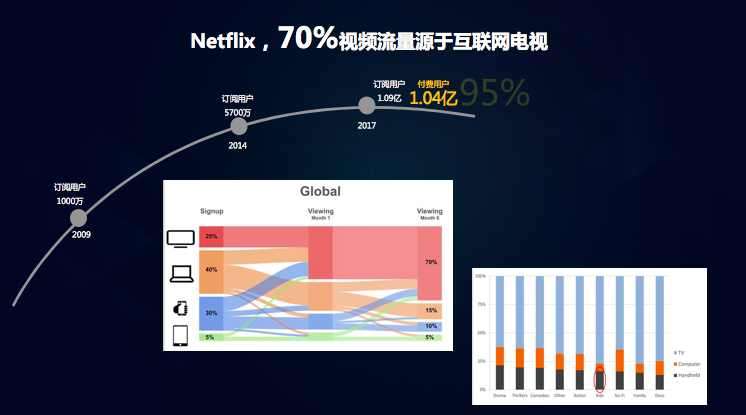 Netflix，70%视频流量源于互联网电视
订阅用户
1.09亿
付费用户
1.04亿
95%
2017
订阅用户
5700万
2014
订阅用户
1000万
2009
Global
Signup
Viewing
Month 1
Viewing
Month 6
25%
40%
30%
5%
70%
15%
10%
5%
100%
75%
50%
25%
0%
TV
Computer
Handheld
Drama
Thrillers
Comedies
Other
Action
Kids
Sci-Fi
Family
Docs